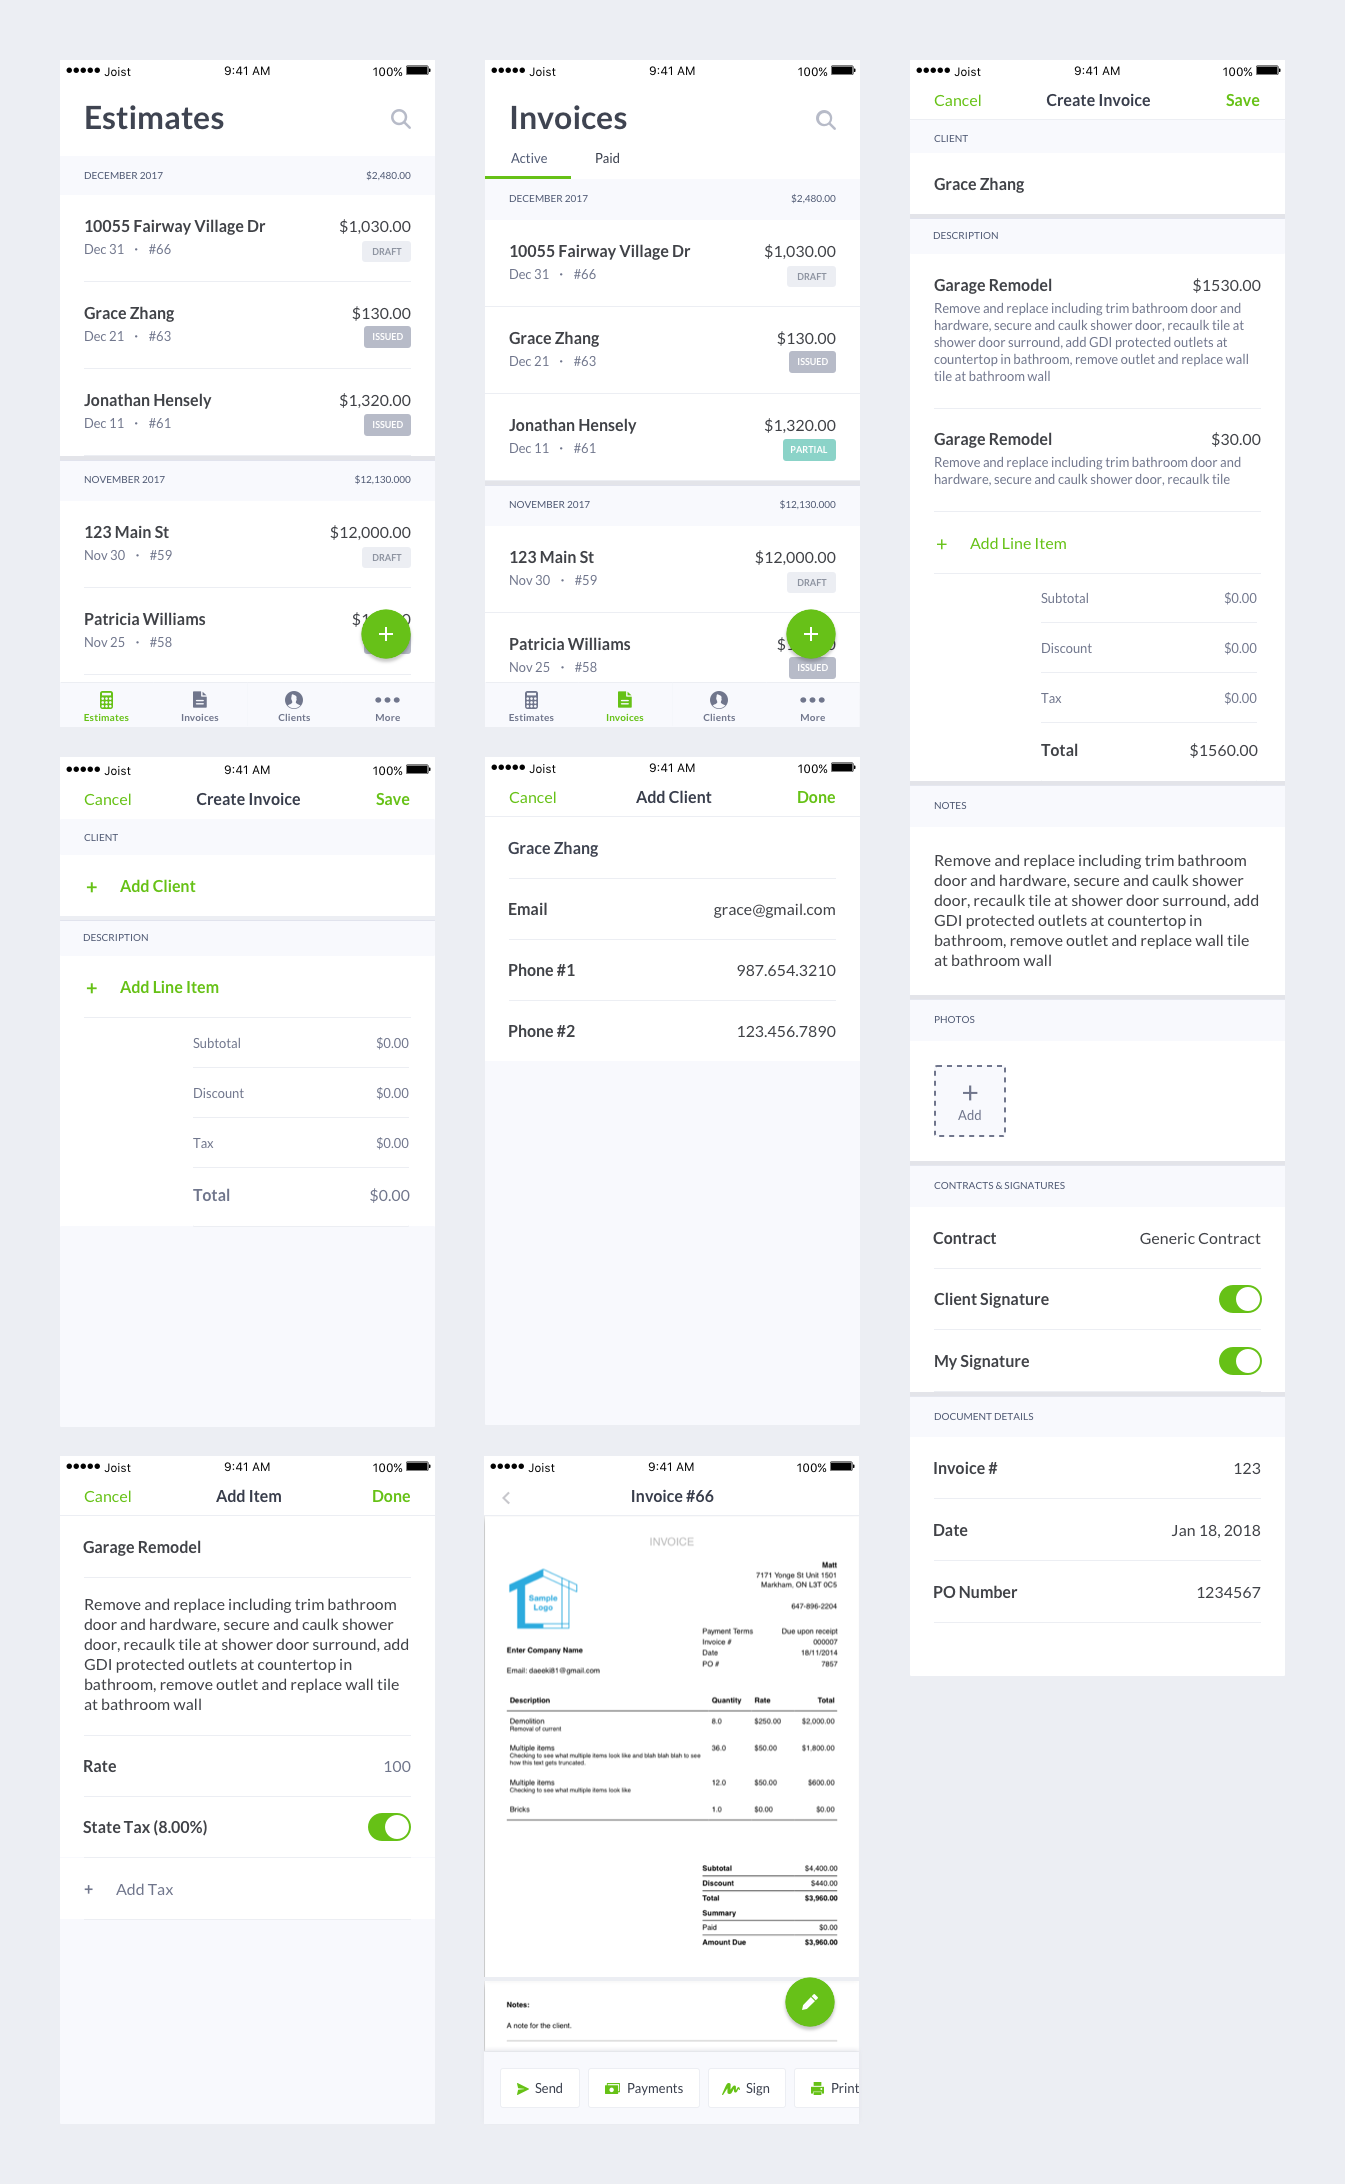 Joist 9:41 AM 100%
Estimates
DECEMBER 2017 $2,480.00
10055 Fairway Village Dr $1,030.00
Dec 31 · #66 DRAFT
Grace Zhang $130.00
Dec 21 · #63 ISSUED
Jonathan Hensely $1,320.00
Dec 11 · #61 ISSUED
NOVEMBER 2017 $12,130.000
123 Main St $12,000.00
Nov 30 · #59 DRAFT
Patricia Williams
Nov 25 · #58
Estimates Invoices Clients More
Joist 9:41 AM 100%
Invoices
Active Paid
DECEMBER 2017 $2,480.00
10055 Fairway Village Dr $1,030.00
Dec 31 · #66 DRAFT
Grace Zhang $130.00
Dec 21 · #63 ISSUED
Jonathan Hensely $1,320.00
Dec 11 · #61 PARTIAL
NOVEMBER 2017 $12,130.000
123 Main St $12,000.00
Nov 30 · #59 DRAFT
Patricia Williams
Nov 25 · #58 ISSUED
Estimates Invoices Clients More
Joist 9:41 AM 100%
Cancel Create Invoice Save
CLIENT
Grace Zhang
DESCRIPTION
Garage Remodel $1530.00
Remove and replace including trim bathroom door and
hardware, secure and caulk shower door, recaulk tile at
shower door surround, add GDI protected outlets at
countertop in bathroom, remove outlet and replace wall
tile at bathroom wall
Garage Remodel $30.00
Remove and replace including trim bathroom door and
hardware, secure and caulk shower door, recaulk tile
+ Add Line Item
Subtotal $0.00
Discount $0.00
Tax $0.00
Total $1560.00
NOTES
Remove and replace including trim bathroom
door and hardware, secure and caulk shower
door, recaulk tile at shower door surround, add
GDI protected outlets at countertop in
bathroom, remove outlet and replace wall tile
at bathroom wall
PHOTOS
+
Add
CONTRACTS & SIGNATURES
Contract Generic Contract
Client Signature
My Signature
DOCUMENT DETAILS
Invoice # 123
Date Jan 18, 2018
PO Number 1234567
Joist 9:41 AM 100%
Cancel Create Invoice Save
CLIENT
+ Add Client
DESCRIPTION
+ Add Line Item
Subtotal $0.00
Discount $0.00
Tax $0.00
Total $0.00
Joist 9:41 AM 100%
Cancel Add Client Done
Grace Zhang
Email grace@gmail.com
Phone #1 987.654.3210
Phone #2 123.456.7890
Joist 9:41 AM 100%
Cancel Add Item Done
Garage Remodel
Remove and replace including trim bathroom
door and hardware, secure and caulk shower
door, recaulk tile at shower door surround, add
GDI protected outlets at countertop in
bathroom, remove outlet and replace wall tile
at bathroom wall
Rate 100
State Tax (8.00%)
+ Add Tax
Joist 9:41 AM 100%
Invoice #66
INVOICE
Sample
Logo
Matt
7171 Yonge St Unit 1501
Markham, ON L3T 0C5
647-896-2204
Enter Company Name
Email: daeeki81@gmail.com
Payment Terms Due upon receipt
Invoice # 000007
Date 18/11/2014
PO # 7857
Description Quantity Rate Total
Demolition 8.0 $250.00 $2,000.00
Removal of current
Multiple items 36.0 $50.00 $1,800.00
Checking to see what multiple items look like and blah blah blah to see
how this text gets truncated.
Multiple items 12.0 $50.00 $600.00
Checking to see what multiple items look like
Bricks 1.0 $0.00 $0.00
Subtotal $4,400.00
Discount $440.00
Total $3,960.00
Summary
Paid $0.00
Amount Due $3,960.00
Notes:
A note for the client.
Send Payments Sign Print